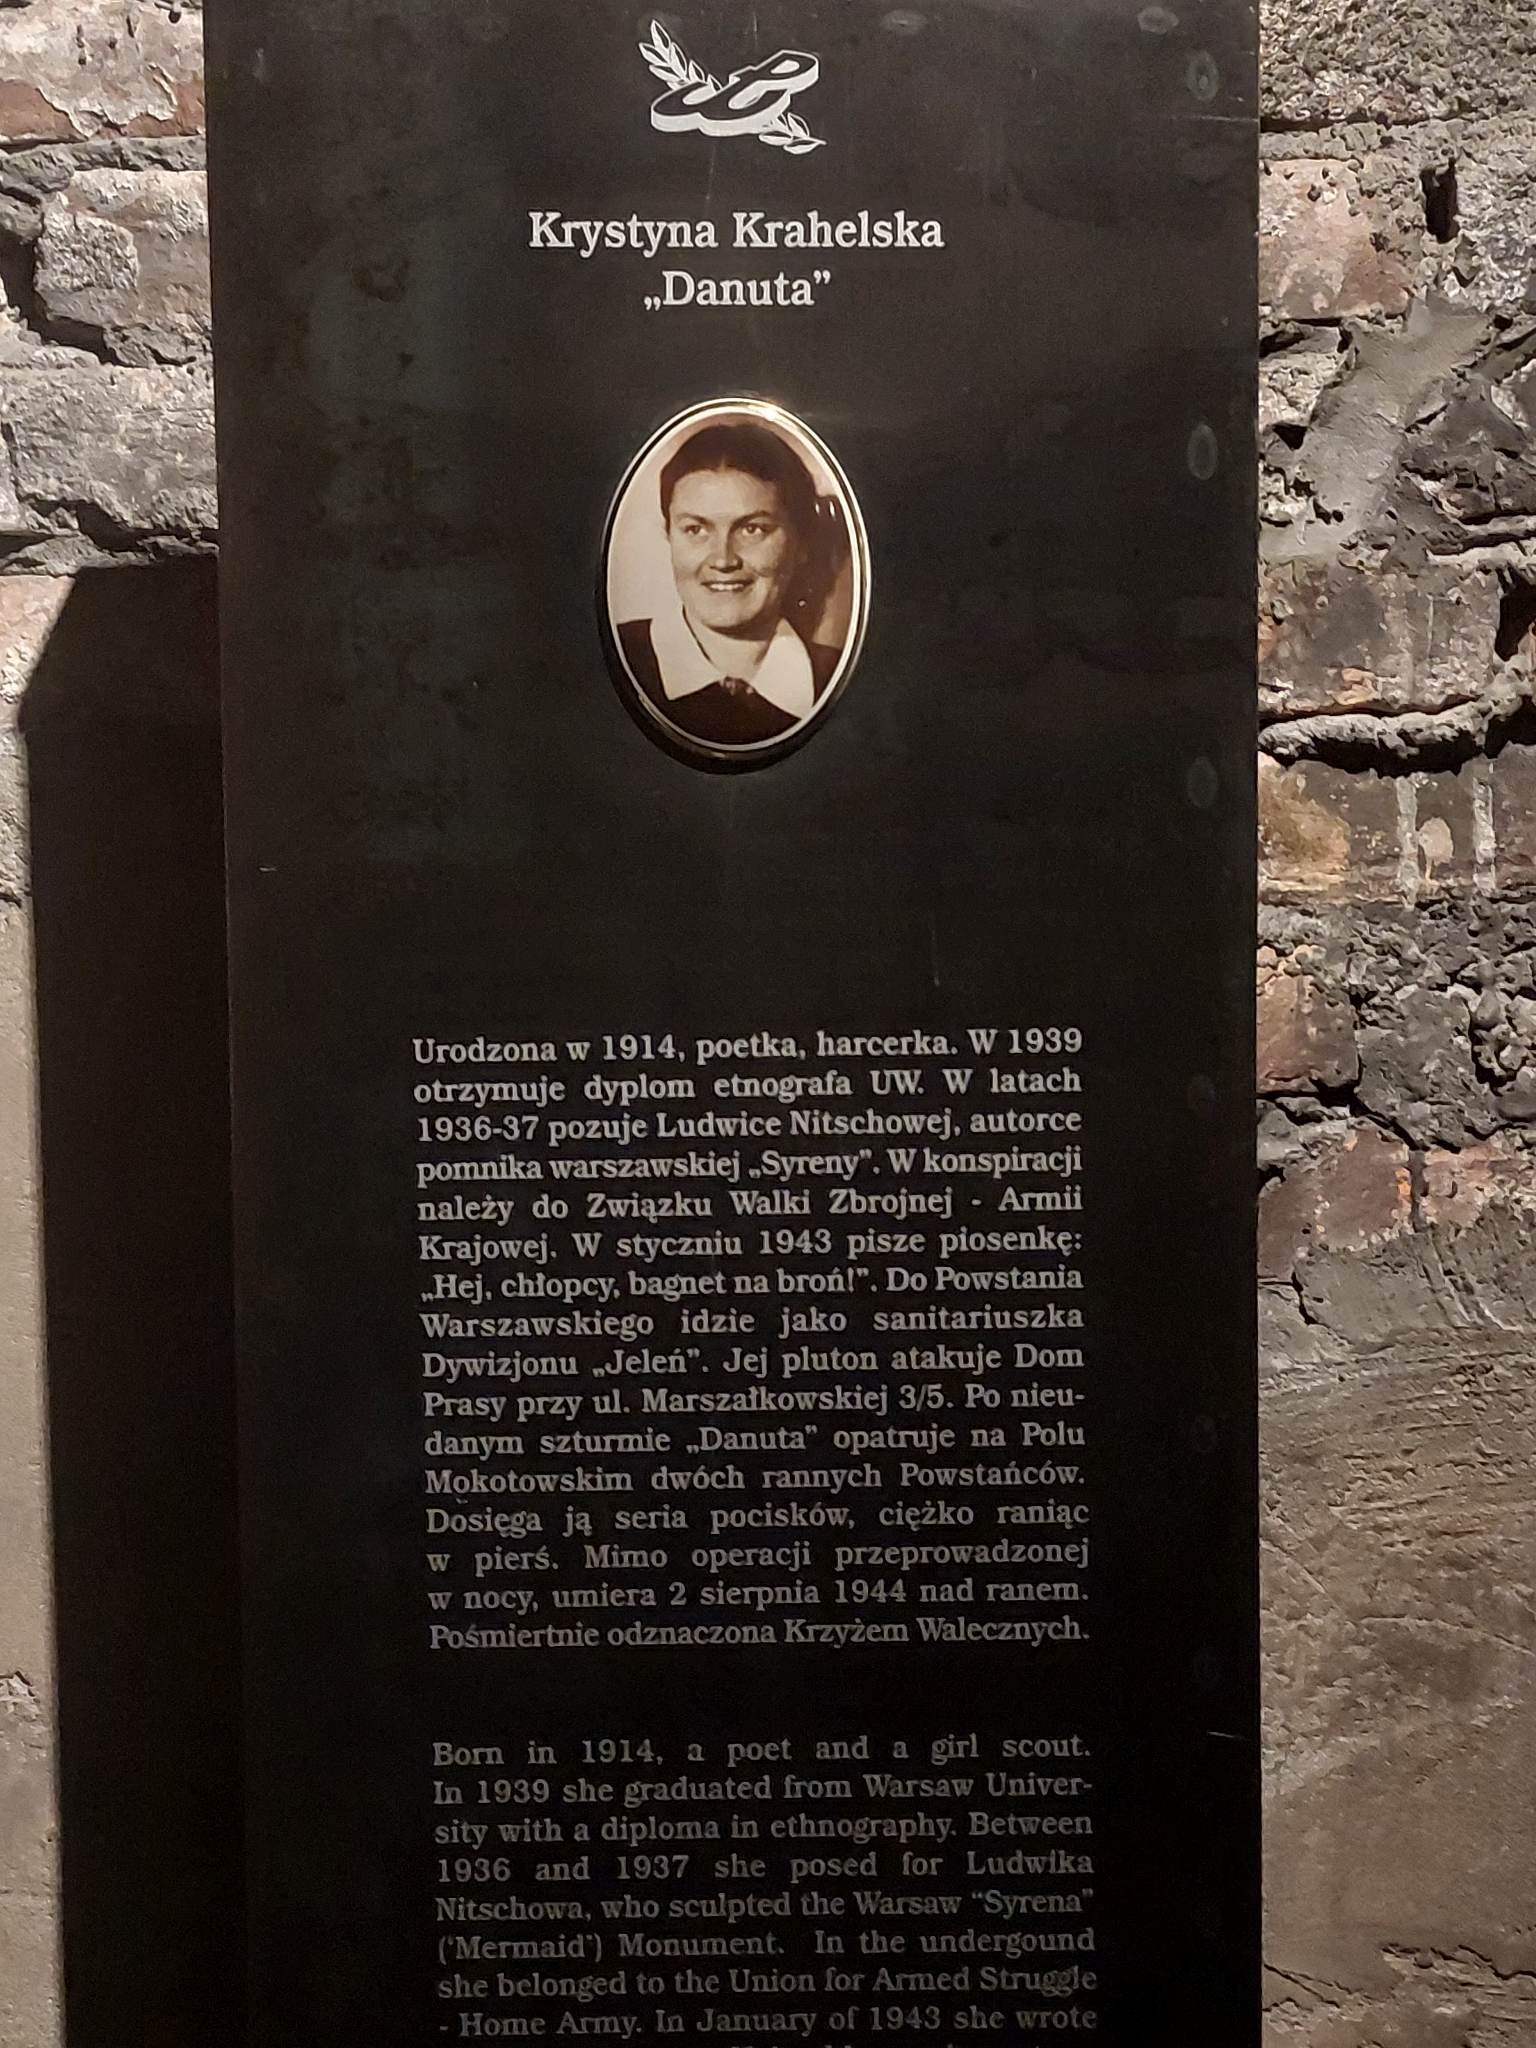 Krystyna Krahelska
„Danuta”
Urodzona w 1914, poetka, harcerka. W 1939
otrzymuje dyplom etnografa UW. W latach
1936-37 pozuje Ludwice Nitschowej, autorce
pomnika warszawskiej „Syreny”. W konspiracji
należy do Związku Walki Zbrojnej - Armii
Krajowej. W styczniu 1943 pisze piosenkę:
„Hej, chłopcy, bagnet na broń!”. Do Powstania
Warszawskiego idzie jako sanitariuszka
Dywizjonu „Jeleń”. Jej pluton atakuje Dom
Prasy przy ul. Marszałkowskiej 3/5. Po nieu-
danym szturmie „Danuta” opatruje na Polu
Mokotowskim dwóch rannych Powstańców.
Dosięga ją seria pocisków, ciężko raniąc
w pierś. Mimo operacji przeprowadzonej
w nocy, umiera 2 sierpnia 1944 nad ranem.
Pośmiertnie odznaczona Krzyżem Walecznych.
Born in 1914, a poet and a girl scout.
In 1939 she graduated from Warsaw Univer-
sity with a diploma in ethnography. Between
1936 and 1937 she posed for Ludwika
Nitschowa, who sculpted the Warsaw “Syrena”
(‘Mermaid’) Monument. In the undergound
she belonged to the Union for Armed Struggle
- Home Army. In January of 1943 she wrote